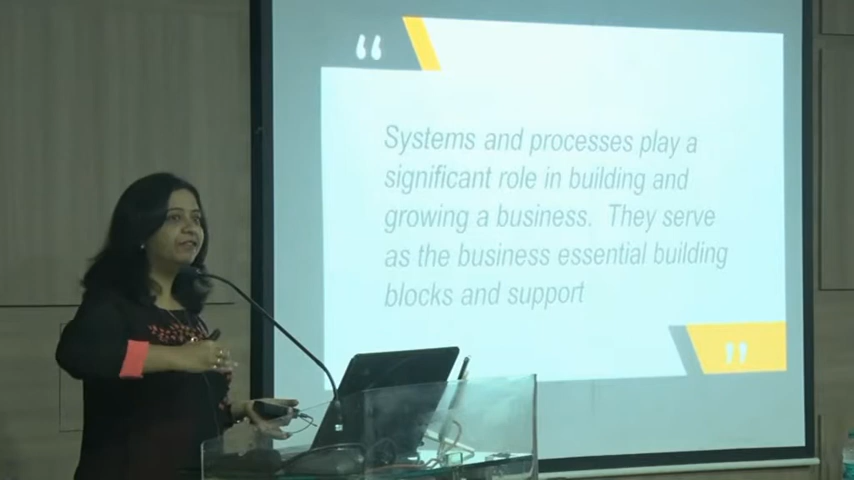 “
Systems and processes play a
significant role in building and
growing a business. They serve
as the business essential building
blocks and support
”